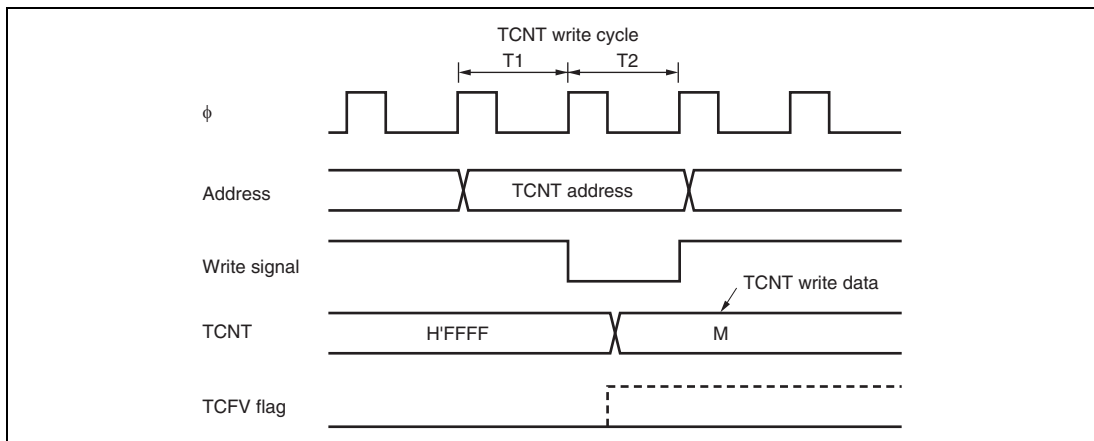 TCNT write cycle
T1 T2
ϕ
Address TCNT address
Write signal
TCNT write data
TCNT H'FFFF M
TCFV flag